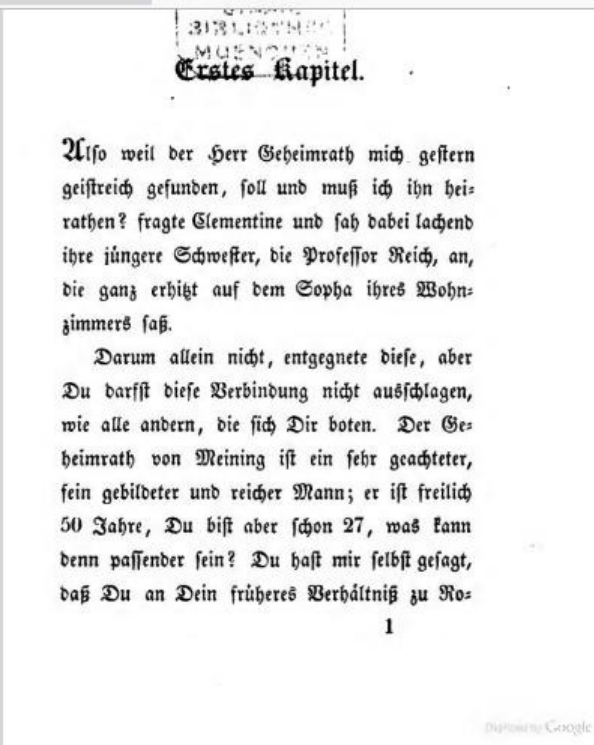 BIBLIOTHEC
MUENCHEN
Erstes Kapitel.
Also weil der Herr Geheimrath mich gestern
geistreich gefunden, soll und muß ich ihn hei=
rathen? fragte Clementine und sah dabei lachend
ihre jüngere Schwester, die Professor Reich, an,
die ganz erhitzt auf dem Sopha ihres Wohn=
zimmers saß.
Darum allein nicht, entgegnete diese, aber
Du darfst diese Verbindung nicht ausschlagen,
wie alle andern, die sich Dir boten. Der Ge=
heimrath von Meining ist ein sehr geachteter,
fein gebildeter und reicher Mann; er ist freilich
50 Jahre, Du bist aber schon 27, was kann
denn passender sein? Du hast mir selbst gesagt,
daß Du an Dein früheres Verhältniß zu Ro=
1
Digitized by Google